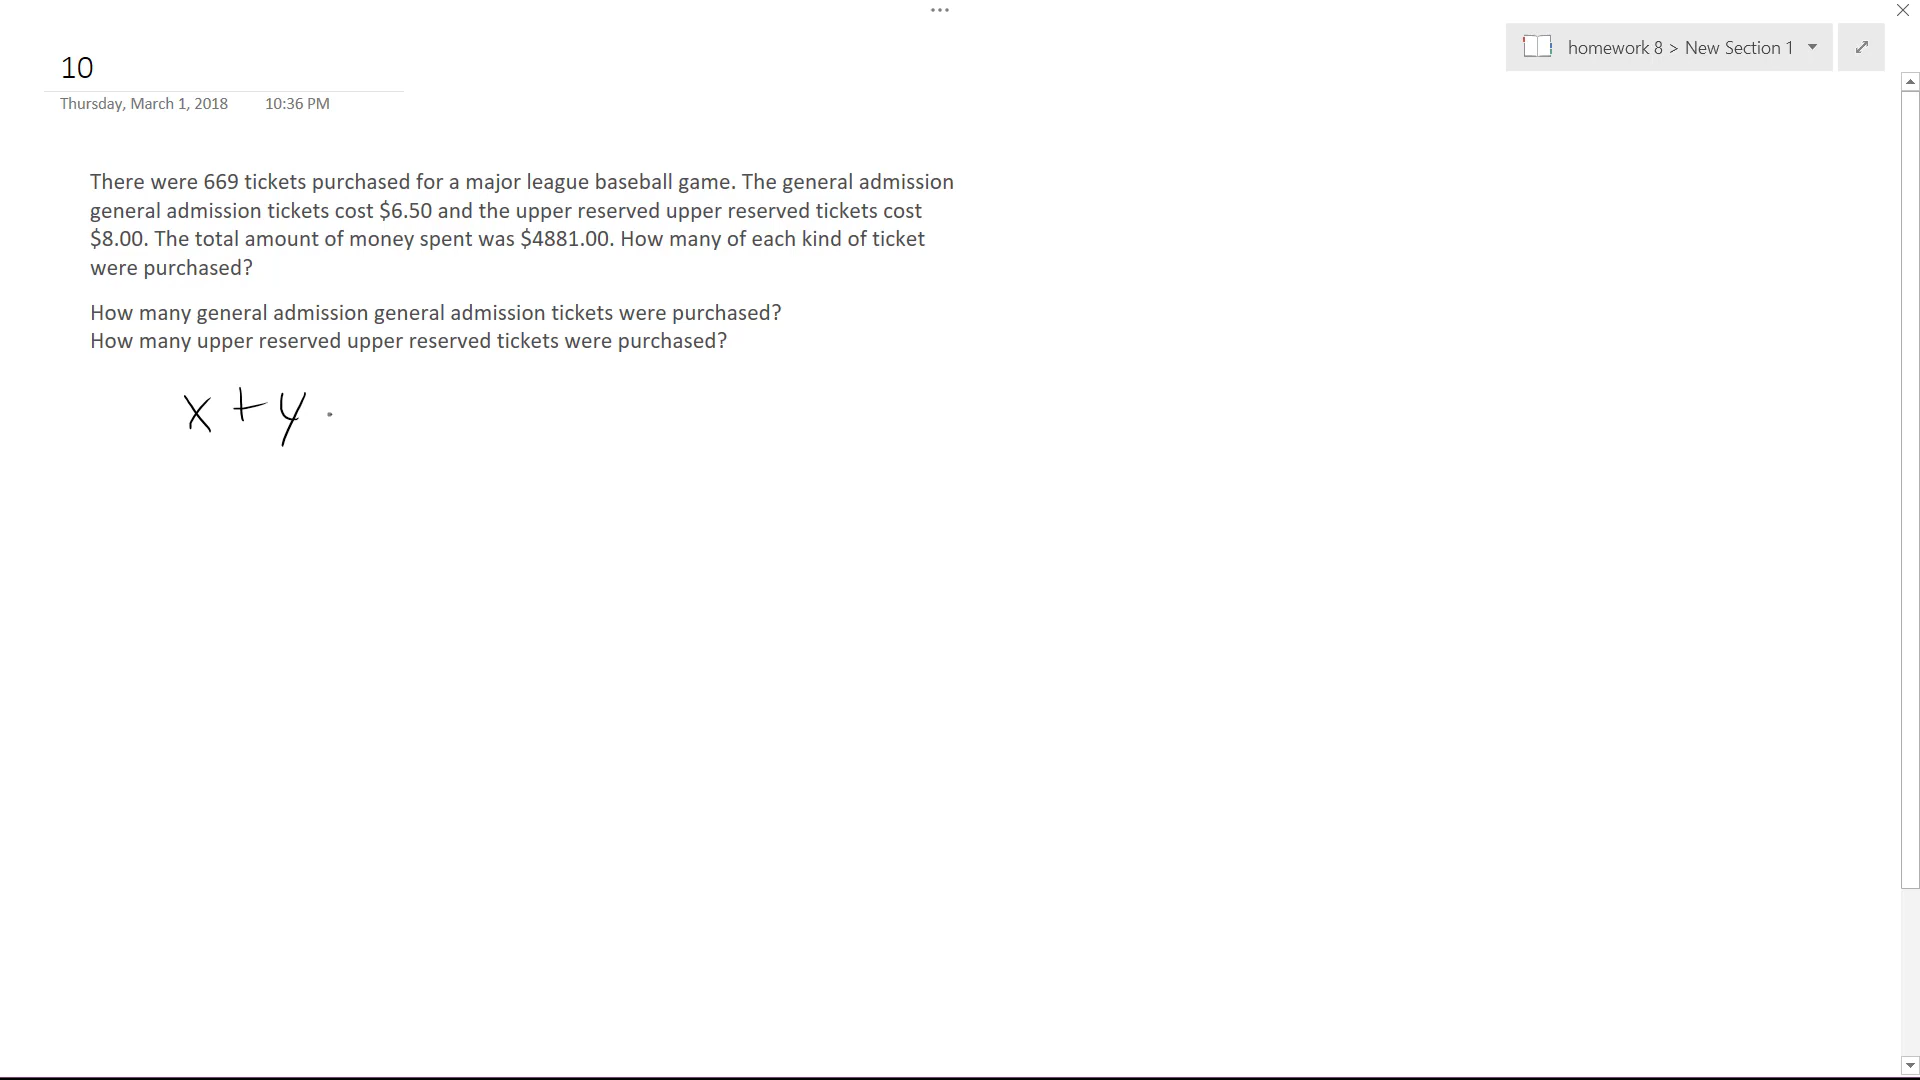 homework 8 > New Section 1
10
Thursday, March 1, 2018 10:36 PM
There were 669 tickets purchased for a major league baseball game. The general admission
general admission tickets cost $6.50 and the upper reserved upper reserved tickets cost
$8.00. The total amount of money spent was $4881.00. How many of each kind of ticket
were purchased?
How many general admission general admission tickets were purchased?
How many upper reserved upper reserved tickets were purchased?
x + y